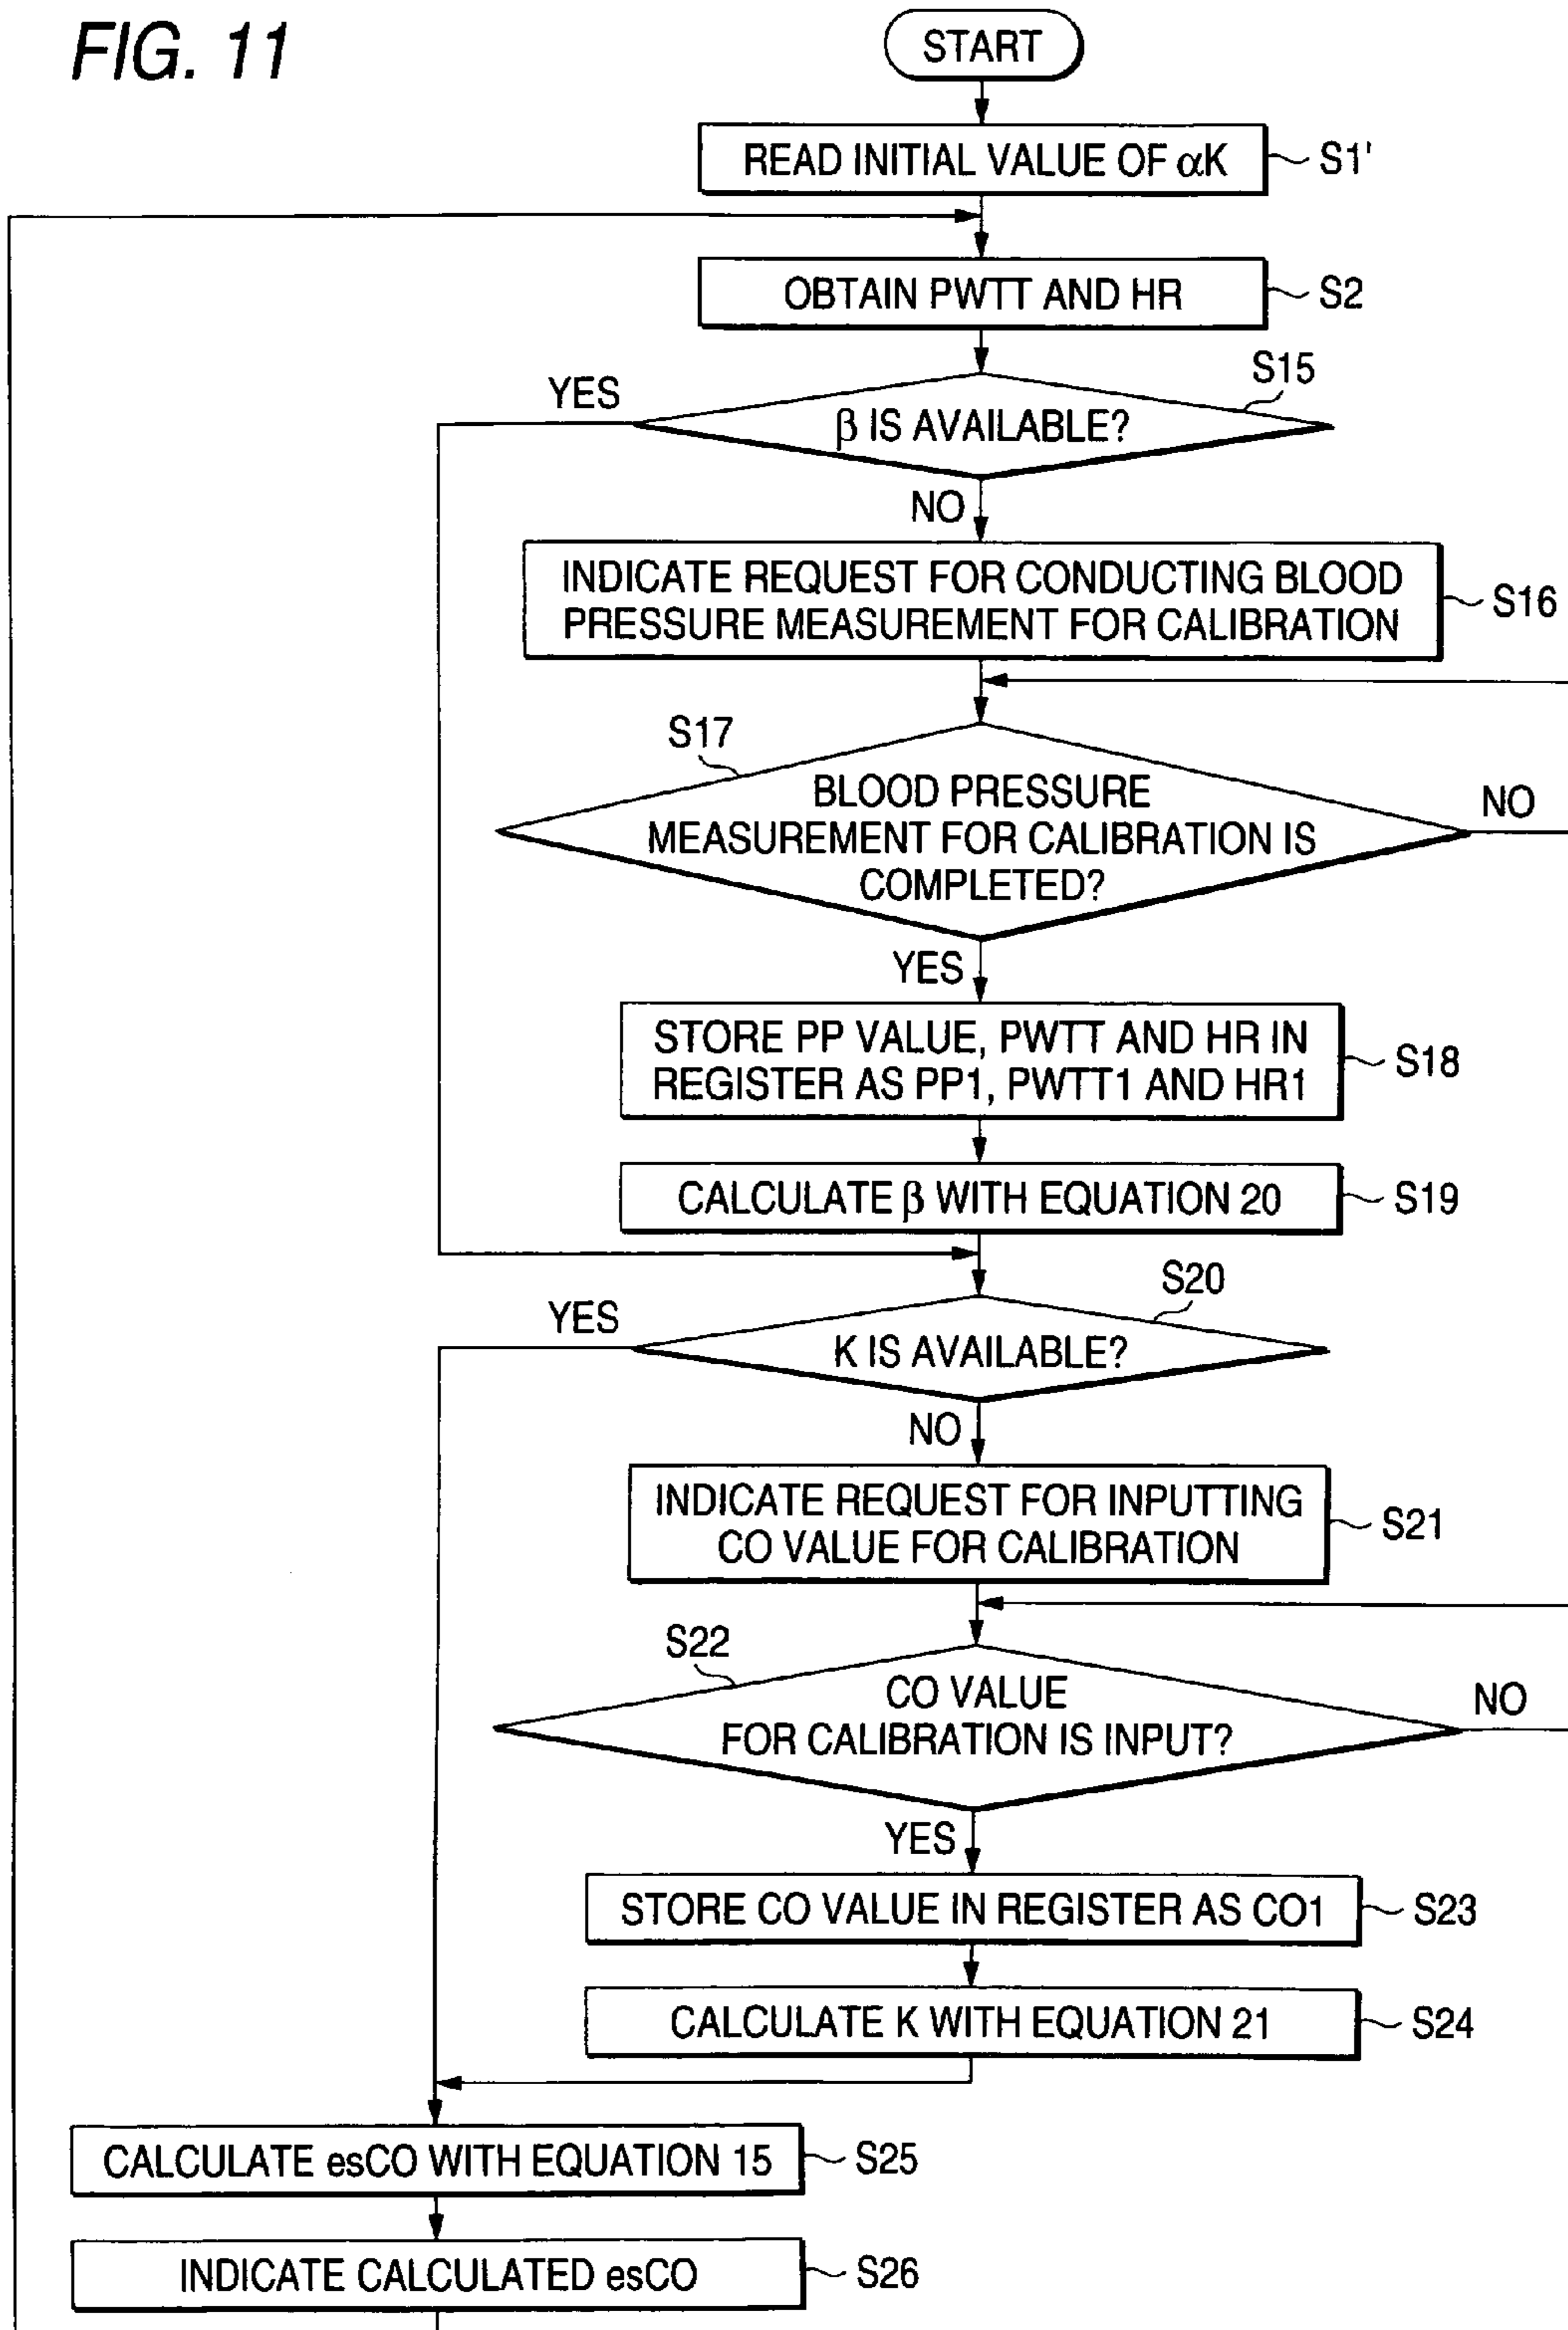 FIG. 11
START
READ INITIAL VALUE OF αK
S1'
OBTAIN PWTT AND HR
S2
S15
YES
β IS AVAILABLE?
NO
INDICATE REQUEST FOR CONDUCTING BLOOD
PRESSURE MEASUREMENT FOR CALIBRATION
S16
S17
BLOOD PRESSURE
MEASUREMENT FOR CALIBRATION IS
COMPLETED?
NO
YES
STORE PP VALUE, PWTT AND HR IN
REGISTER AS PP1, PWTT1 AND HR1
S18
CALCULATE β WITH EQUATION 20
S19
S20
YES
K IS AVAILABLE?
NO
INDICATE REQUEST FOR INPUTTING
CO VALUE FOR CALIBRATION
S21
S22
CO VALUE
FOR CALIBRATION IS INPUT?
NO
YES
STORE CO VALUE IN REGISTER AS CO1
S23
CALCULATE K WITH EQUATION 21
S24
CALCULATE esCO WITH EQUATION 15
S25
INDICATE CALCULATED esCO
S26